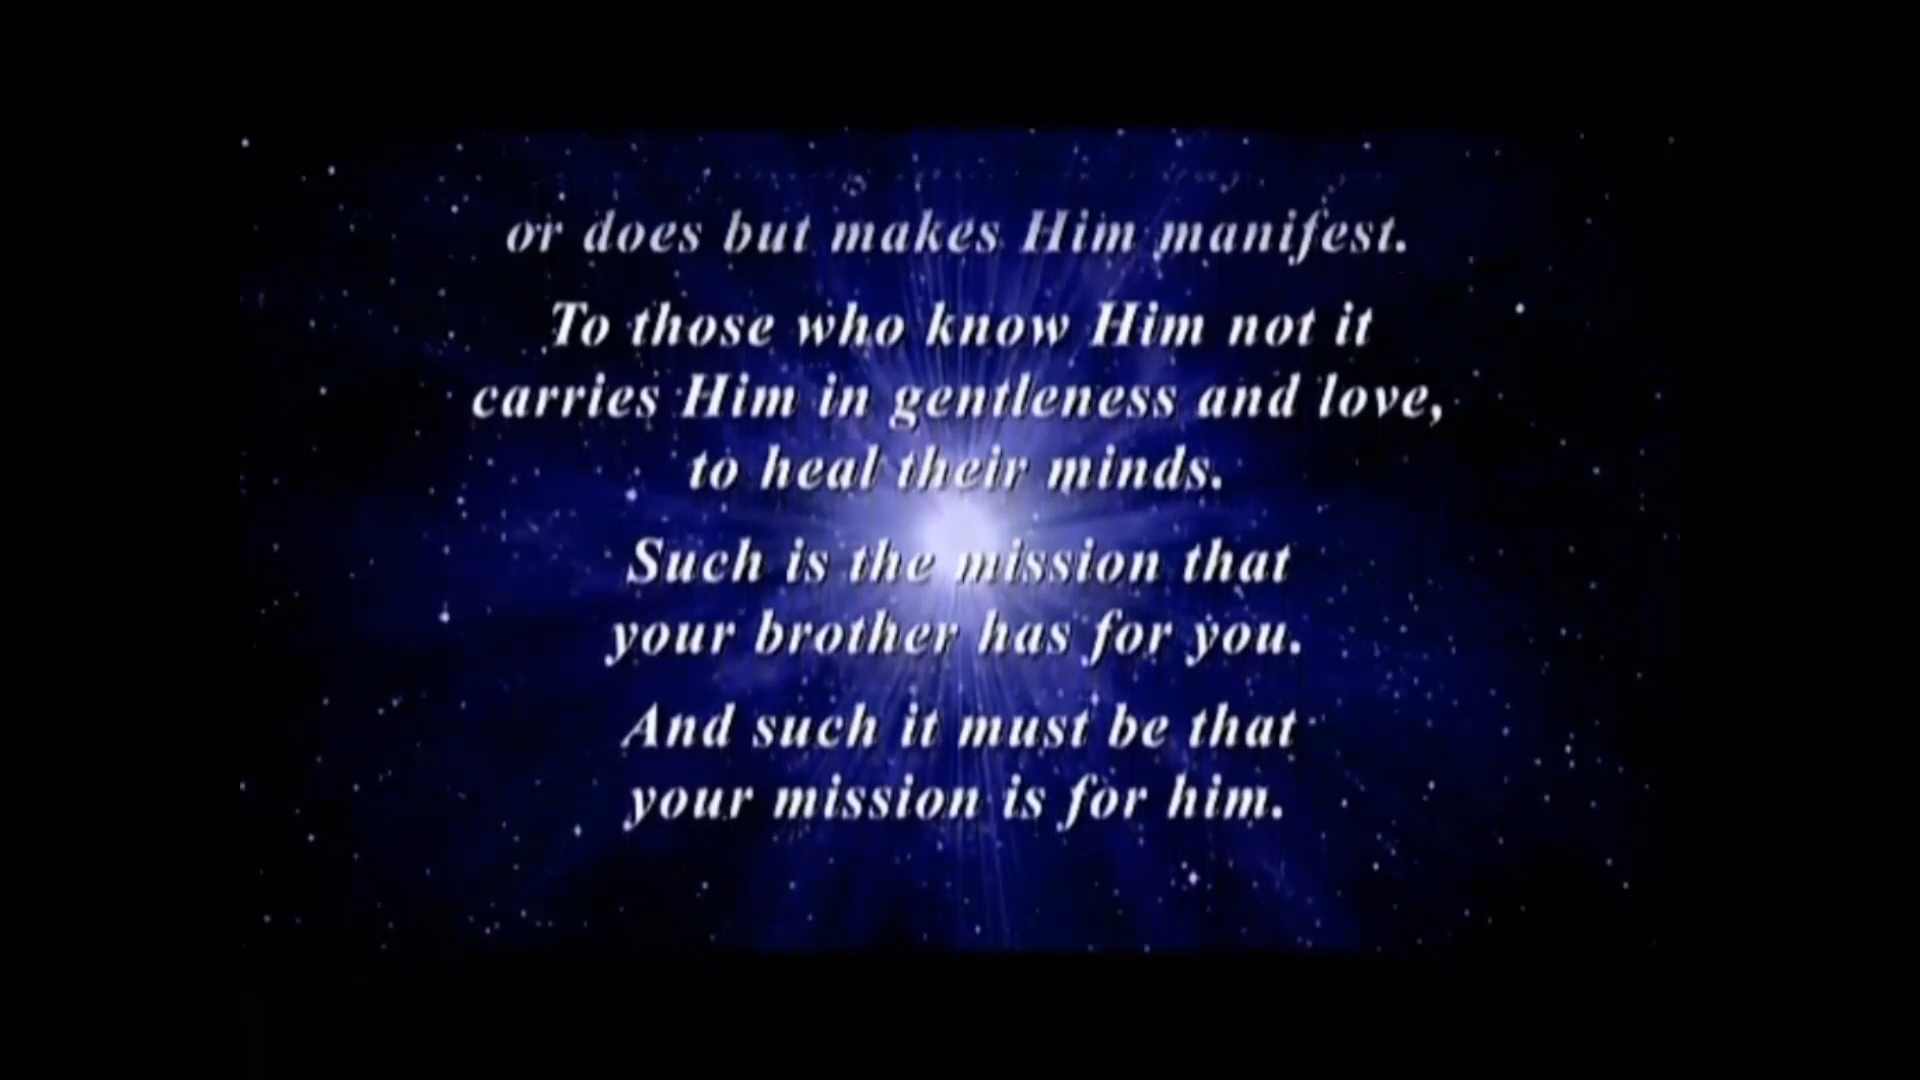 or does but makes Him manifest.
To those who know Him not it
carries Him in gentleness and love,
to heal their minds.
Such is the mission that
your brother has for you.
And such it must be that
your mission is for him.